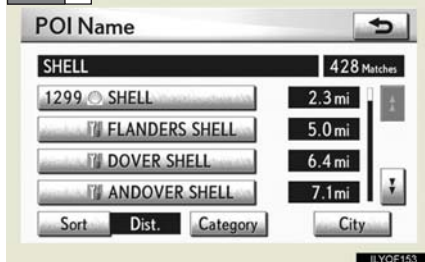 POI Name
SHELL 428 Matches
1299 SHELL 2.3 mi
FLANDERS SHELL 5.0 mi
DOVER SHELL 6.4 mi
ANDOVER SHELL 7.1 mi
Sort Dist. Category City
ILYOE153